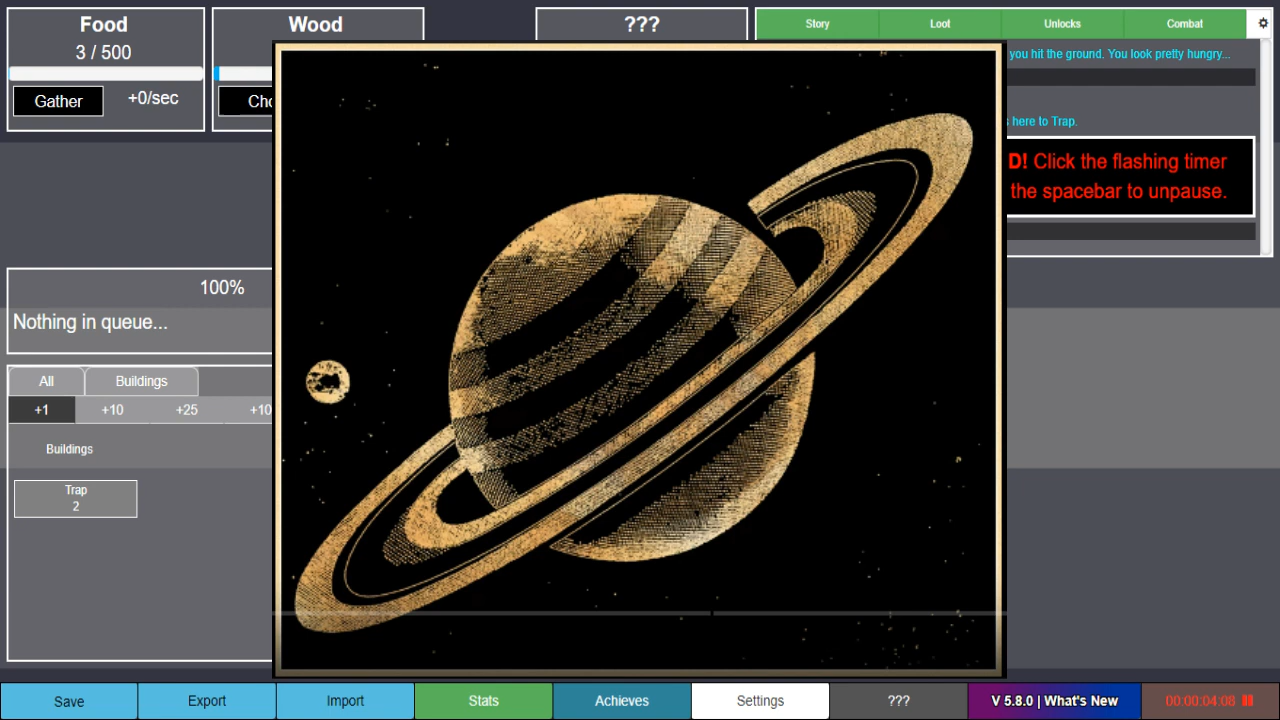 Food
3 / 500
Gather
+0/sec
Wood
???
Story
Loot
Unlocks
Combat
you hit the ground. You look pretty hungry...
here to Trap.
D! Click the flashing timer
the spacebar to unpause.
100%
Nothing in queue...
All
Buildings
+1
+10
+25
+10
Buildings
Trap
2
Save
Export
Import
Stats
Achieves
Settings
???
V 5.8.0 | What's New
00:00:04:08